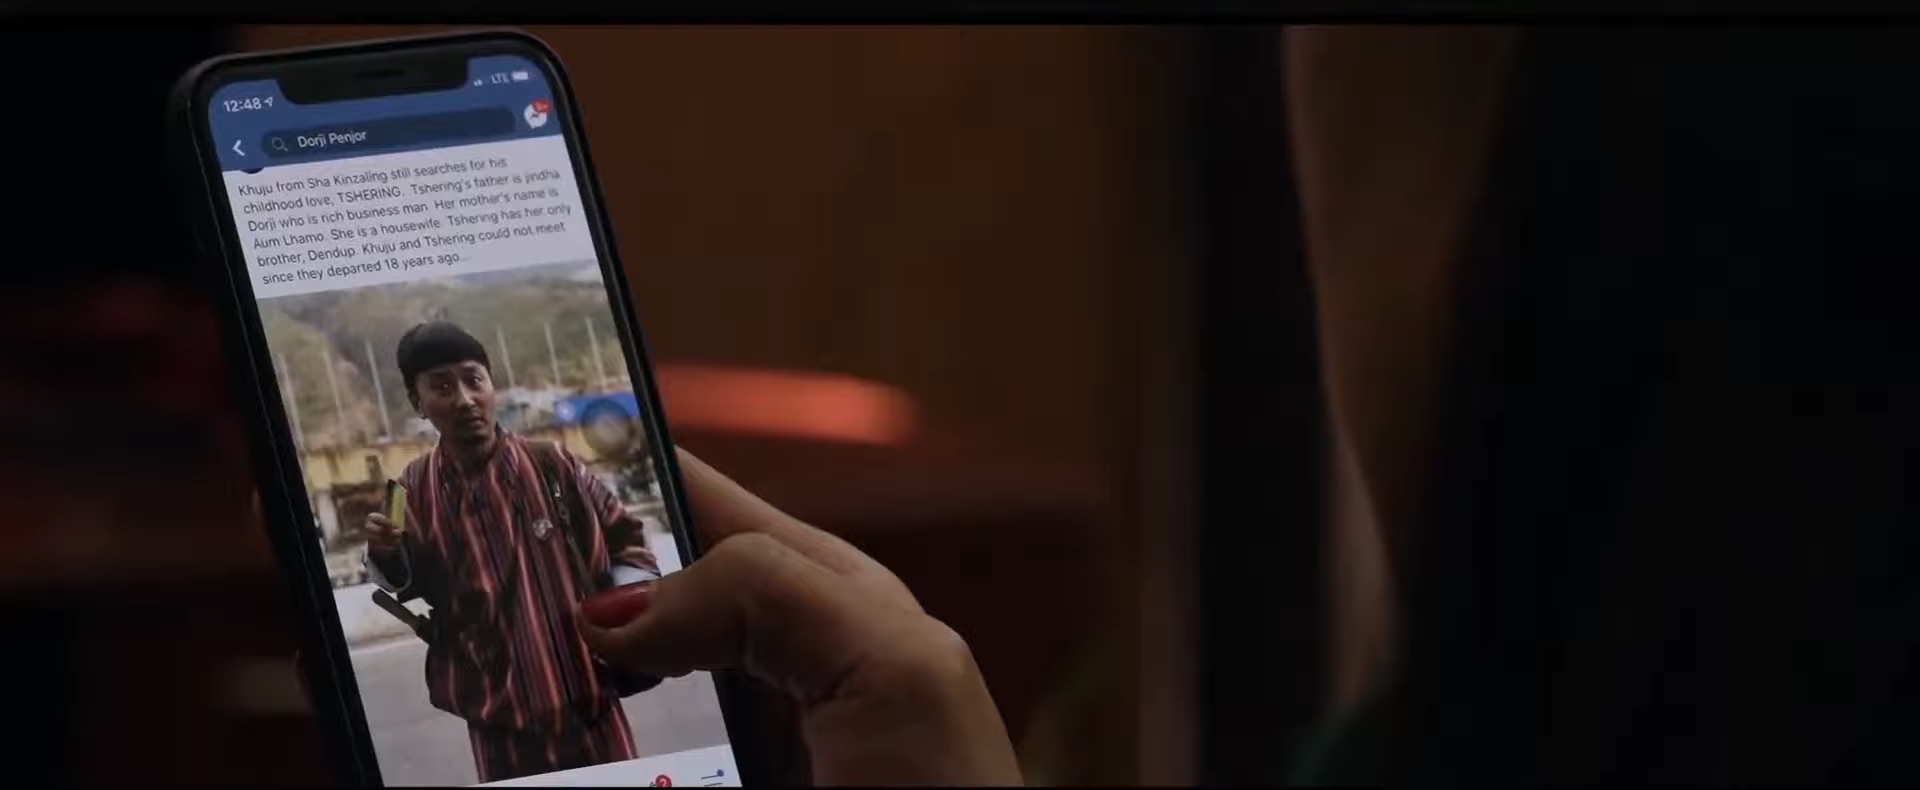 12:48
LTE
Dorji Penjor
Khuju from Sha Kinzaling still searches for his
childhood love, TSHERING. Tshering's father is jindha
Dorji who is rich business man. Her mother's name is
Aum Lhamo. She is a housewife. Tshering has her only
brother, Dendup. Khuju and Tshering could not meet
since they departed 18 years ago...
2